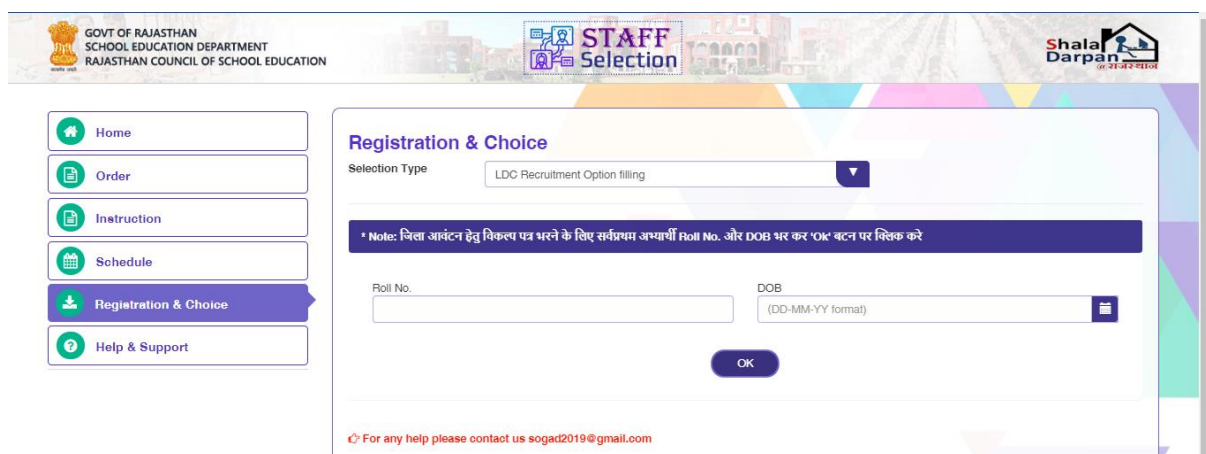 GOVT OF RAJASTHAN
SCHOOL EDUCATION DEPARTMENT
RAJASTHAN COUNCIL OF SCHOOL EDUCATION
STAFF
Selection
Shala
Darpan
राजस्थान
Home
Order
Instruction
Schedule
Registration & Choice
Help & Support
Registration & Choice
Selection Type
LDC Recruitment Option filling
* Note: जिला आवंटन हेतु विकल्प पत्र भरने के लिए सर्वप्रथम अभ्यार्थी Roll No. और DOB भर कर 'Ok' बटन पर क्लिक करे
Roll No.
DOB
(DD-MM-YY format)
OK
For any help please contact us sogad2019@gmail.com